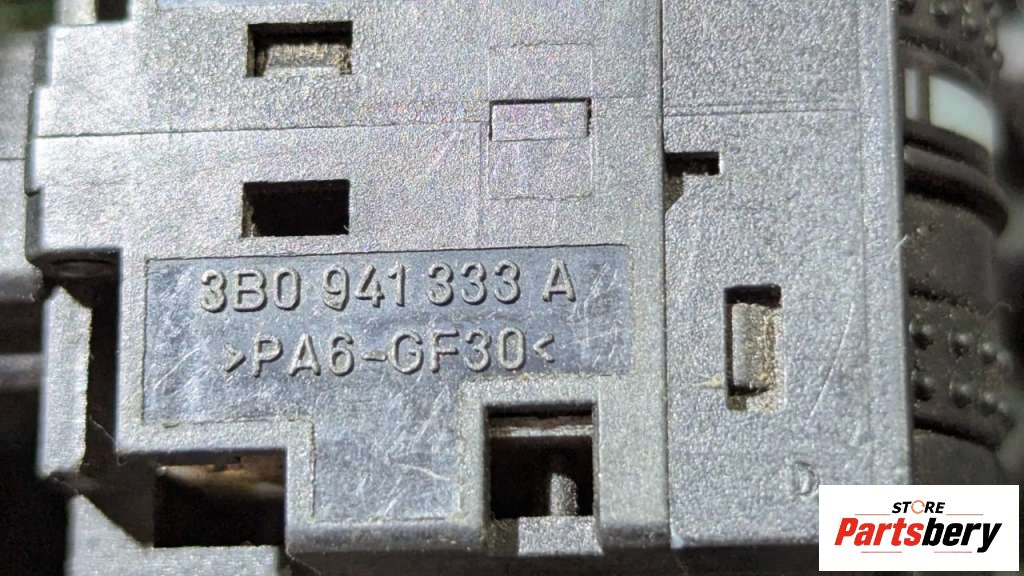 3B0 941 333 A
>PA6-GF30<
D
STORE
Partsbery